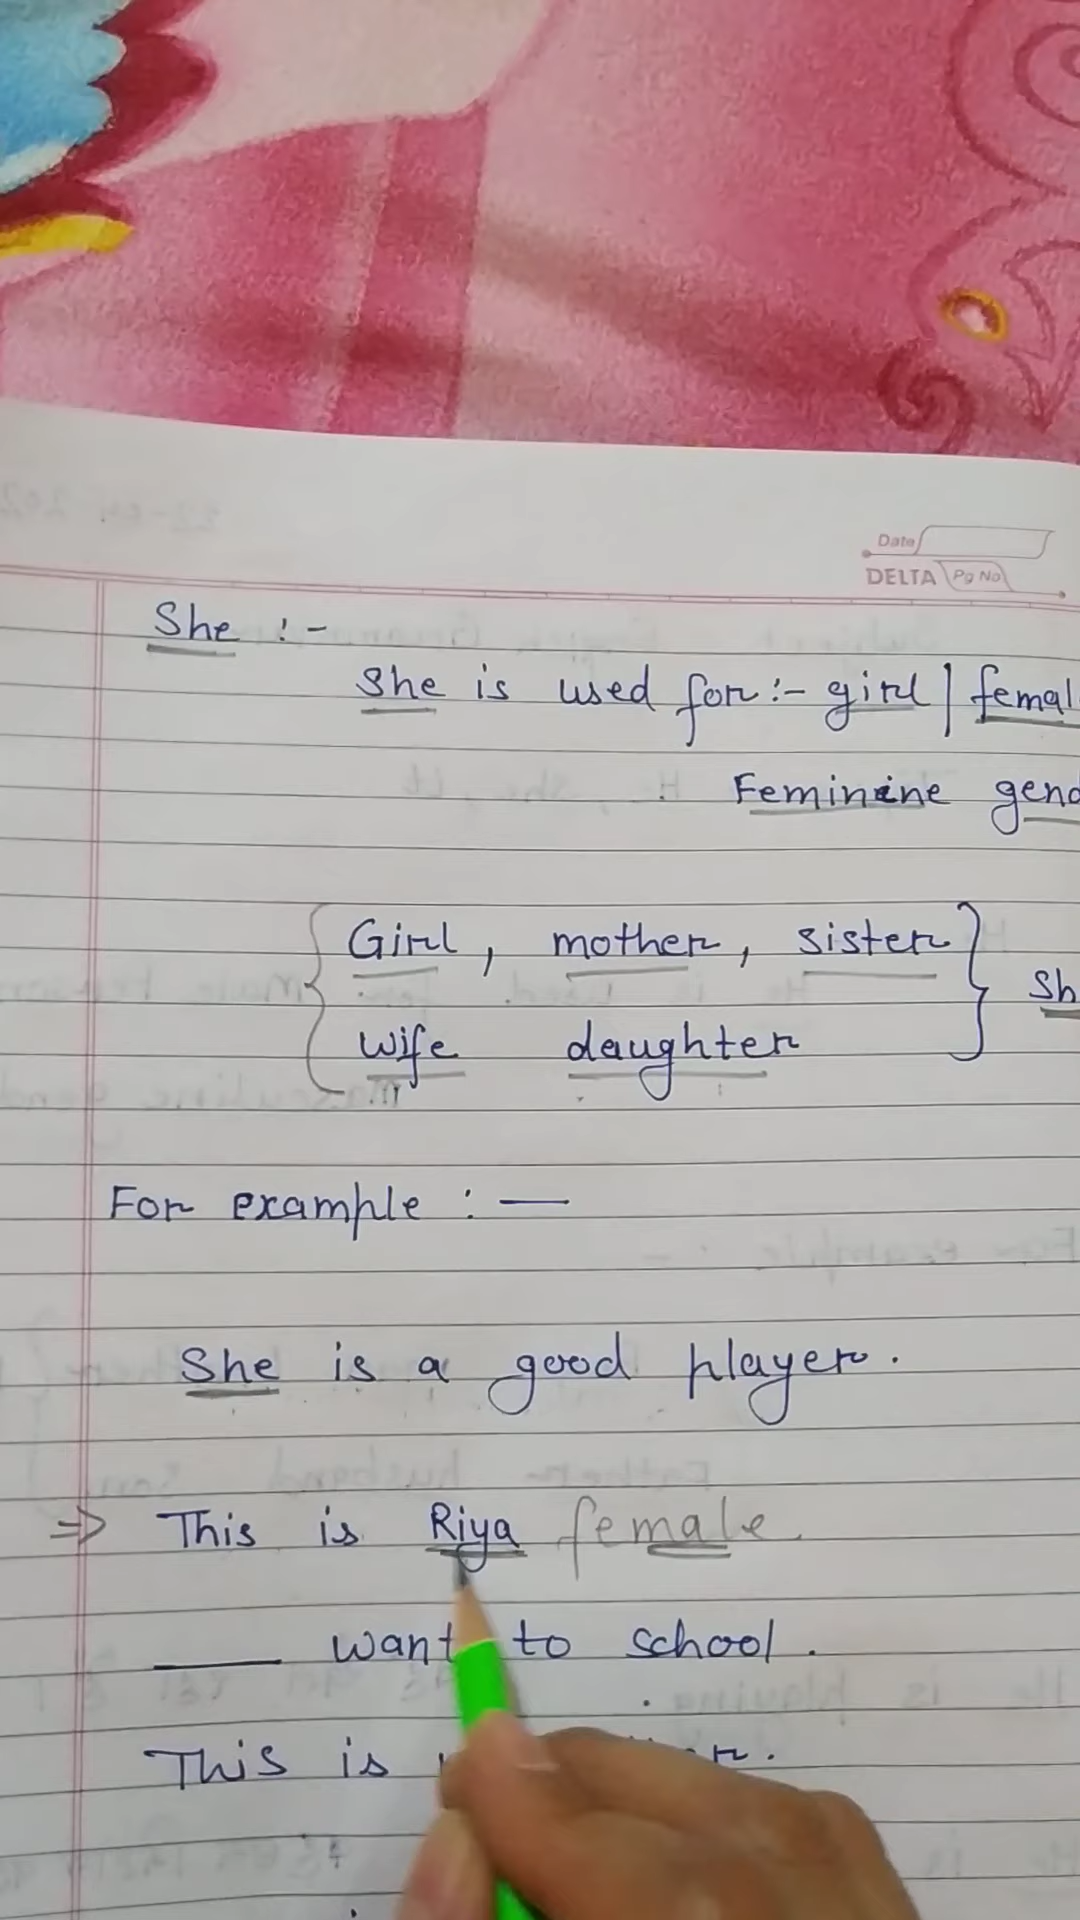 Date
DELTA Pg No
She :-
She is used for :- girl | femal
Feminine gend
Girl, mother, sister
wife daughter
Sh
For example : —
She is a good player.
⇒ This is Riya female.
____ want to school.
This is